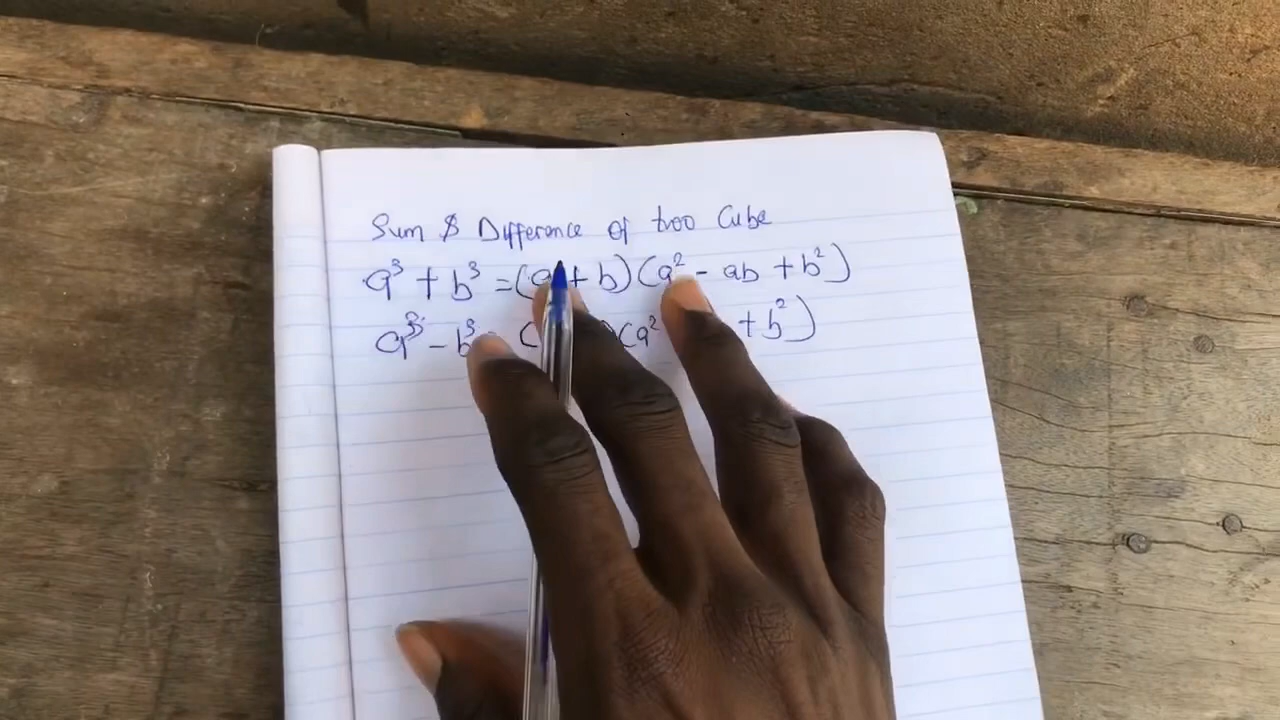 Sum $ Difference of two Cube
a³ + b³ = (a + b)(a² - ab + b²)
a³ - b³ = ( )(a² + b²)